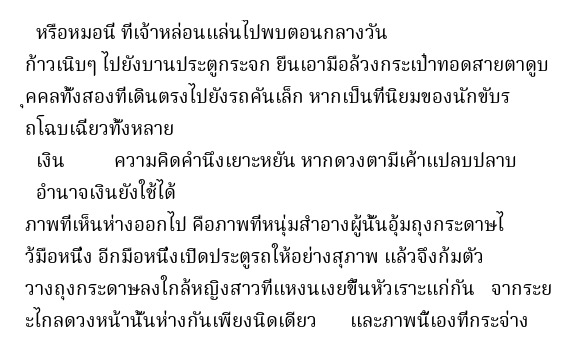 หรือหมอนี่ ที่เจ้าหล่อนแล่นไปพบตอนกลางวัน
ก้าวเนิบๆ ไปยังบานประตูกระจก ยืนเอามือล้วงกระเป๋าทอดสายตาดูบ
ุคคลทั้งสองที่เดินตรงไปยังรถคันเล็ก หากเป็นที่นิยมของนักขับร
ถโฉบเฉี่ยวทั้งหลาย
เงิน ความคิดคำนึงเยาะหยัน หากดวงตามีเค้าแปลบปลาบ
อำนาจเงินยังใช้ได้
ภาพที่เห็นห่างออกไป คือภาพที่หนุ่มสำอางผู้นั้นอุ้มถุงกระดาษไ
ว้มือหนึ่ง อีกมือหนึ่งเปิดประตูรถให้อย่างสุภาพ แล้วจึงก้มตัว
วางถุงกระดาษลงใกล้หญิงสาวที่แหงนเงยขึ้นหัวเราะแก่กัน จากระย
ะไกลดวงหน้านั้นห่างกันเพียงนิดเดียว และภาพนี้เองที่กระจ่าง